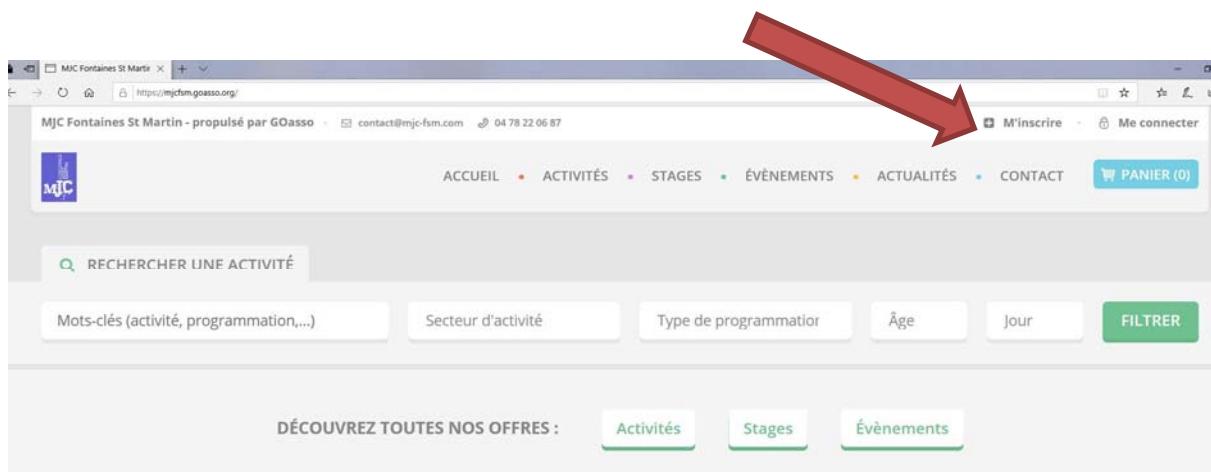 MJC Fontaines St Martin
https://mjcfsm.goasso.org/
MJC Fontaines St Martin - propulsé par GOasso contact@mjc-fsm.com 04 78 22 06 87 M'inscrire - Me connecter
MJC ACCUEIL • ACTIVITÉS • STAGES • ÉVÈNEMENTS • ACTUALITÉS • CONTACT PANIER (0)
RECHERCHER UNE ACTIVITÉ
Mots-clés (activité, programmation,...) Secteur d'activité Type de programmation Âge Jour FILTRER
DÉCOUVREZ TOUTES NOS OFFRES : Activités Stages Évènements